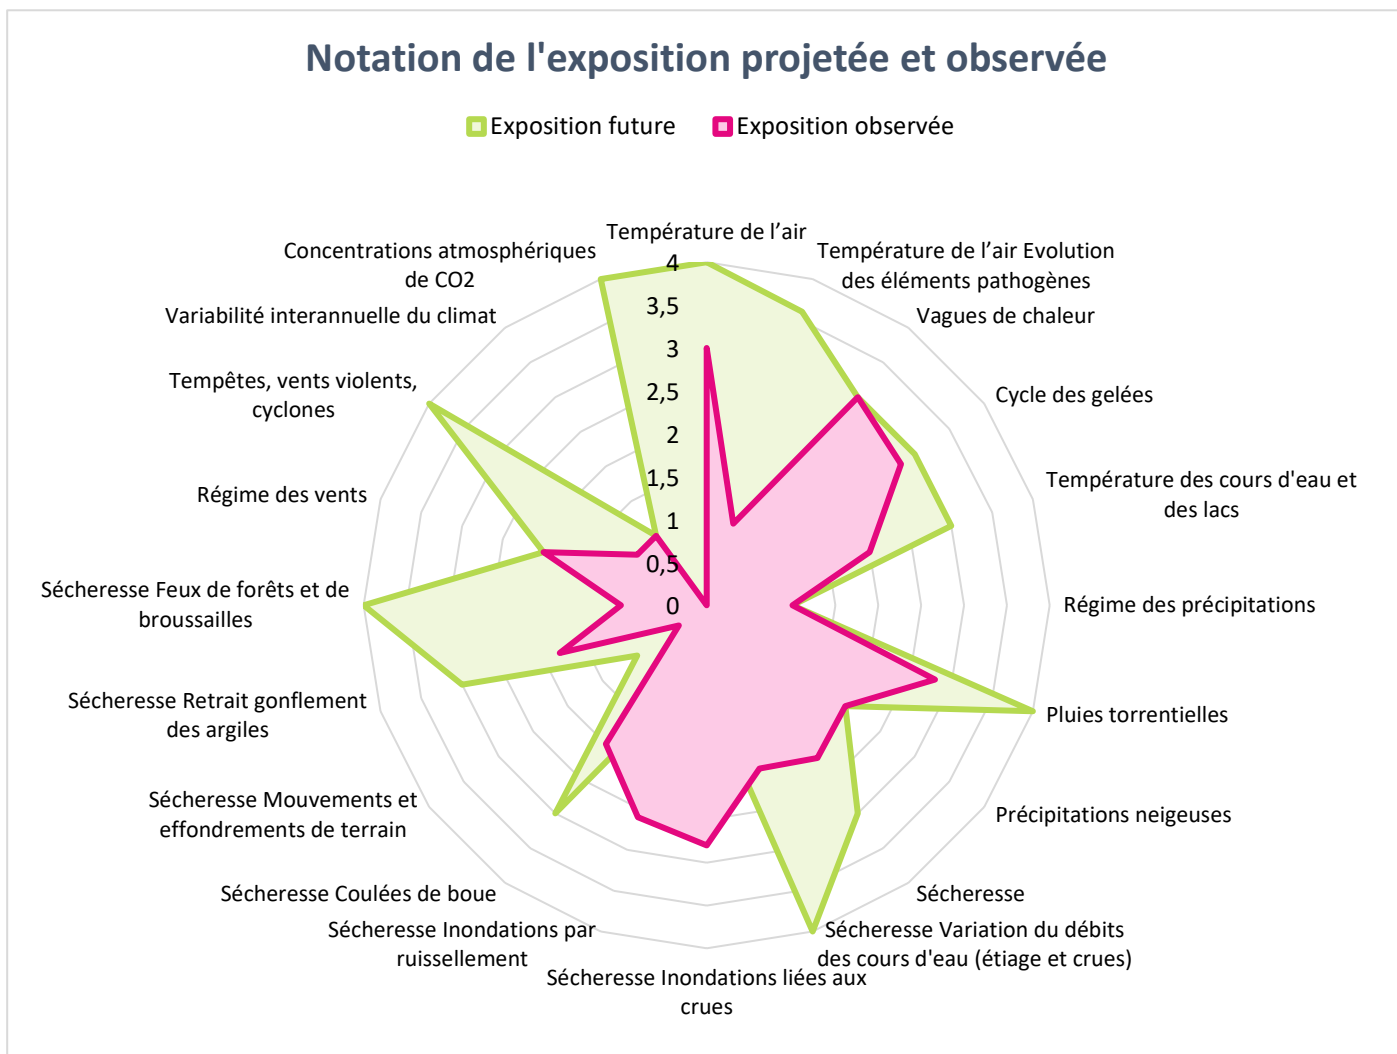 Notation de l'exposition projetée et observée
Exposition future
Exposition observée
Température de l’air
Température de l’air Evolution
des éléments pathogènes
Vagues de chaleur
Cycle des gelées
Température des cours d'eau et
des lacs
Régime des précipitations
Pluies torrentielles
Précipitations neigeuses
Sécheresse
Sécheresse Variation du débits
des cours d'eau (étiage et crues)
Sécheresse Inondations liées aux
crues
Sécheresse Inondations par
ruissellement
Sécheresse Coulées de boue
Sécheresse Mouvements et
effondrements de terrain
Sécheresse Retrait gonflement
des argiles
Sécheresse Feux de forêts et de
broussailles
Régime des vents
Tempêtes, vents violents,
cyclones
Variabilité interannuelle du climat
Concentrations atmosphériques
de CO2
4
3,5
3
2,5
2
1,5
1
0,5
0